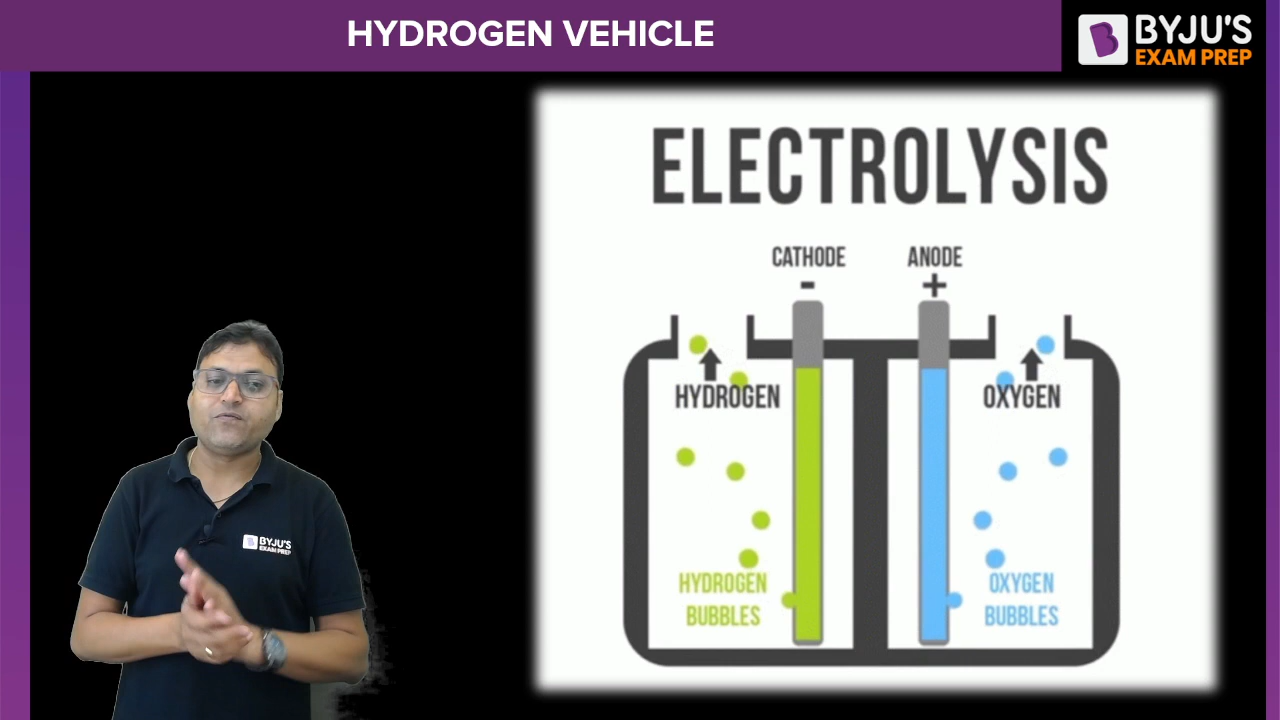 HYDROGEN VEHICLE
BYJU'S
EXAM PREP
ELECTROLYSIS
CATHODE
ANODE
-
+
HYDROGEN
OXYGEN
HYDROGEN
BUBBLES
OXYGEN
BUBBLES
BYJU'S
EXAM PREP